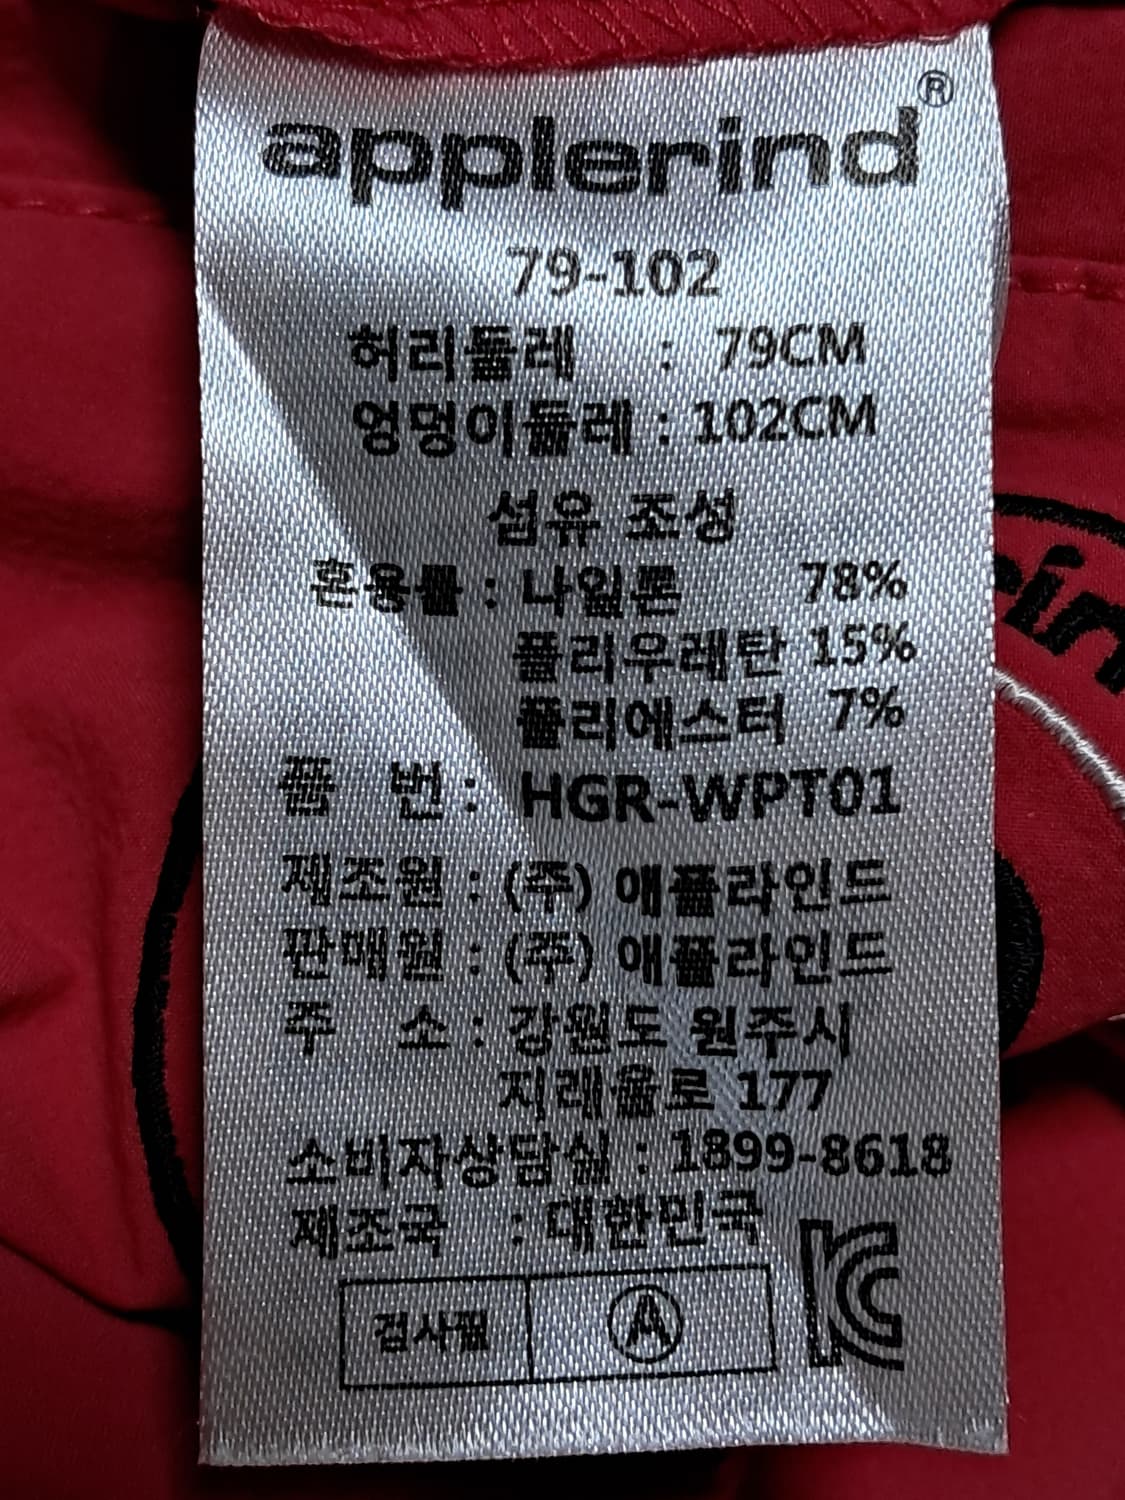 applerind®
79-102
허리둘레 : 79CM
엉덩이둘레 : 102CM
섬유 조성
혼용률 : 나일론 78%
폴리우레탄 15%
폴리에스터 7%
품 번 : HGR-WPT01
제조원 : (주) 애플라인드
판매원 : (주) 애플라인드
주 소 : 강원도 원주시
지래울로 177
소비자상담실 : 1899-8618
제조국 : 대한민국
검사필 A
KC
rin